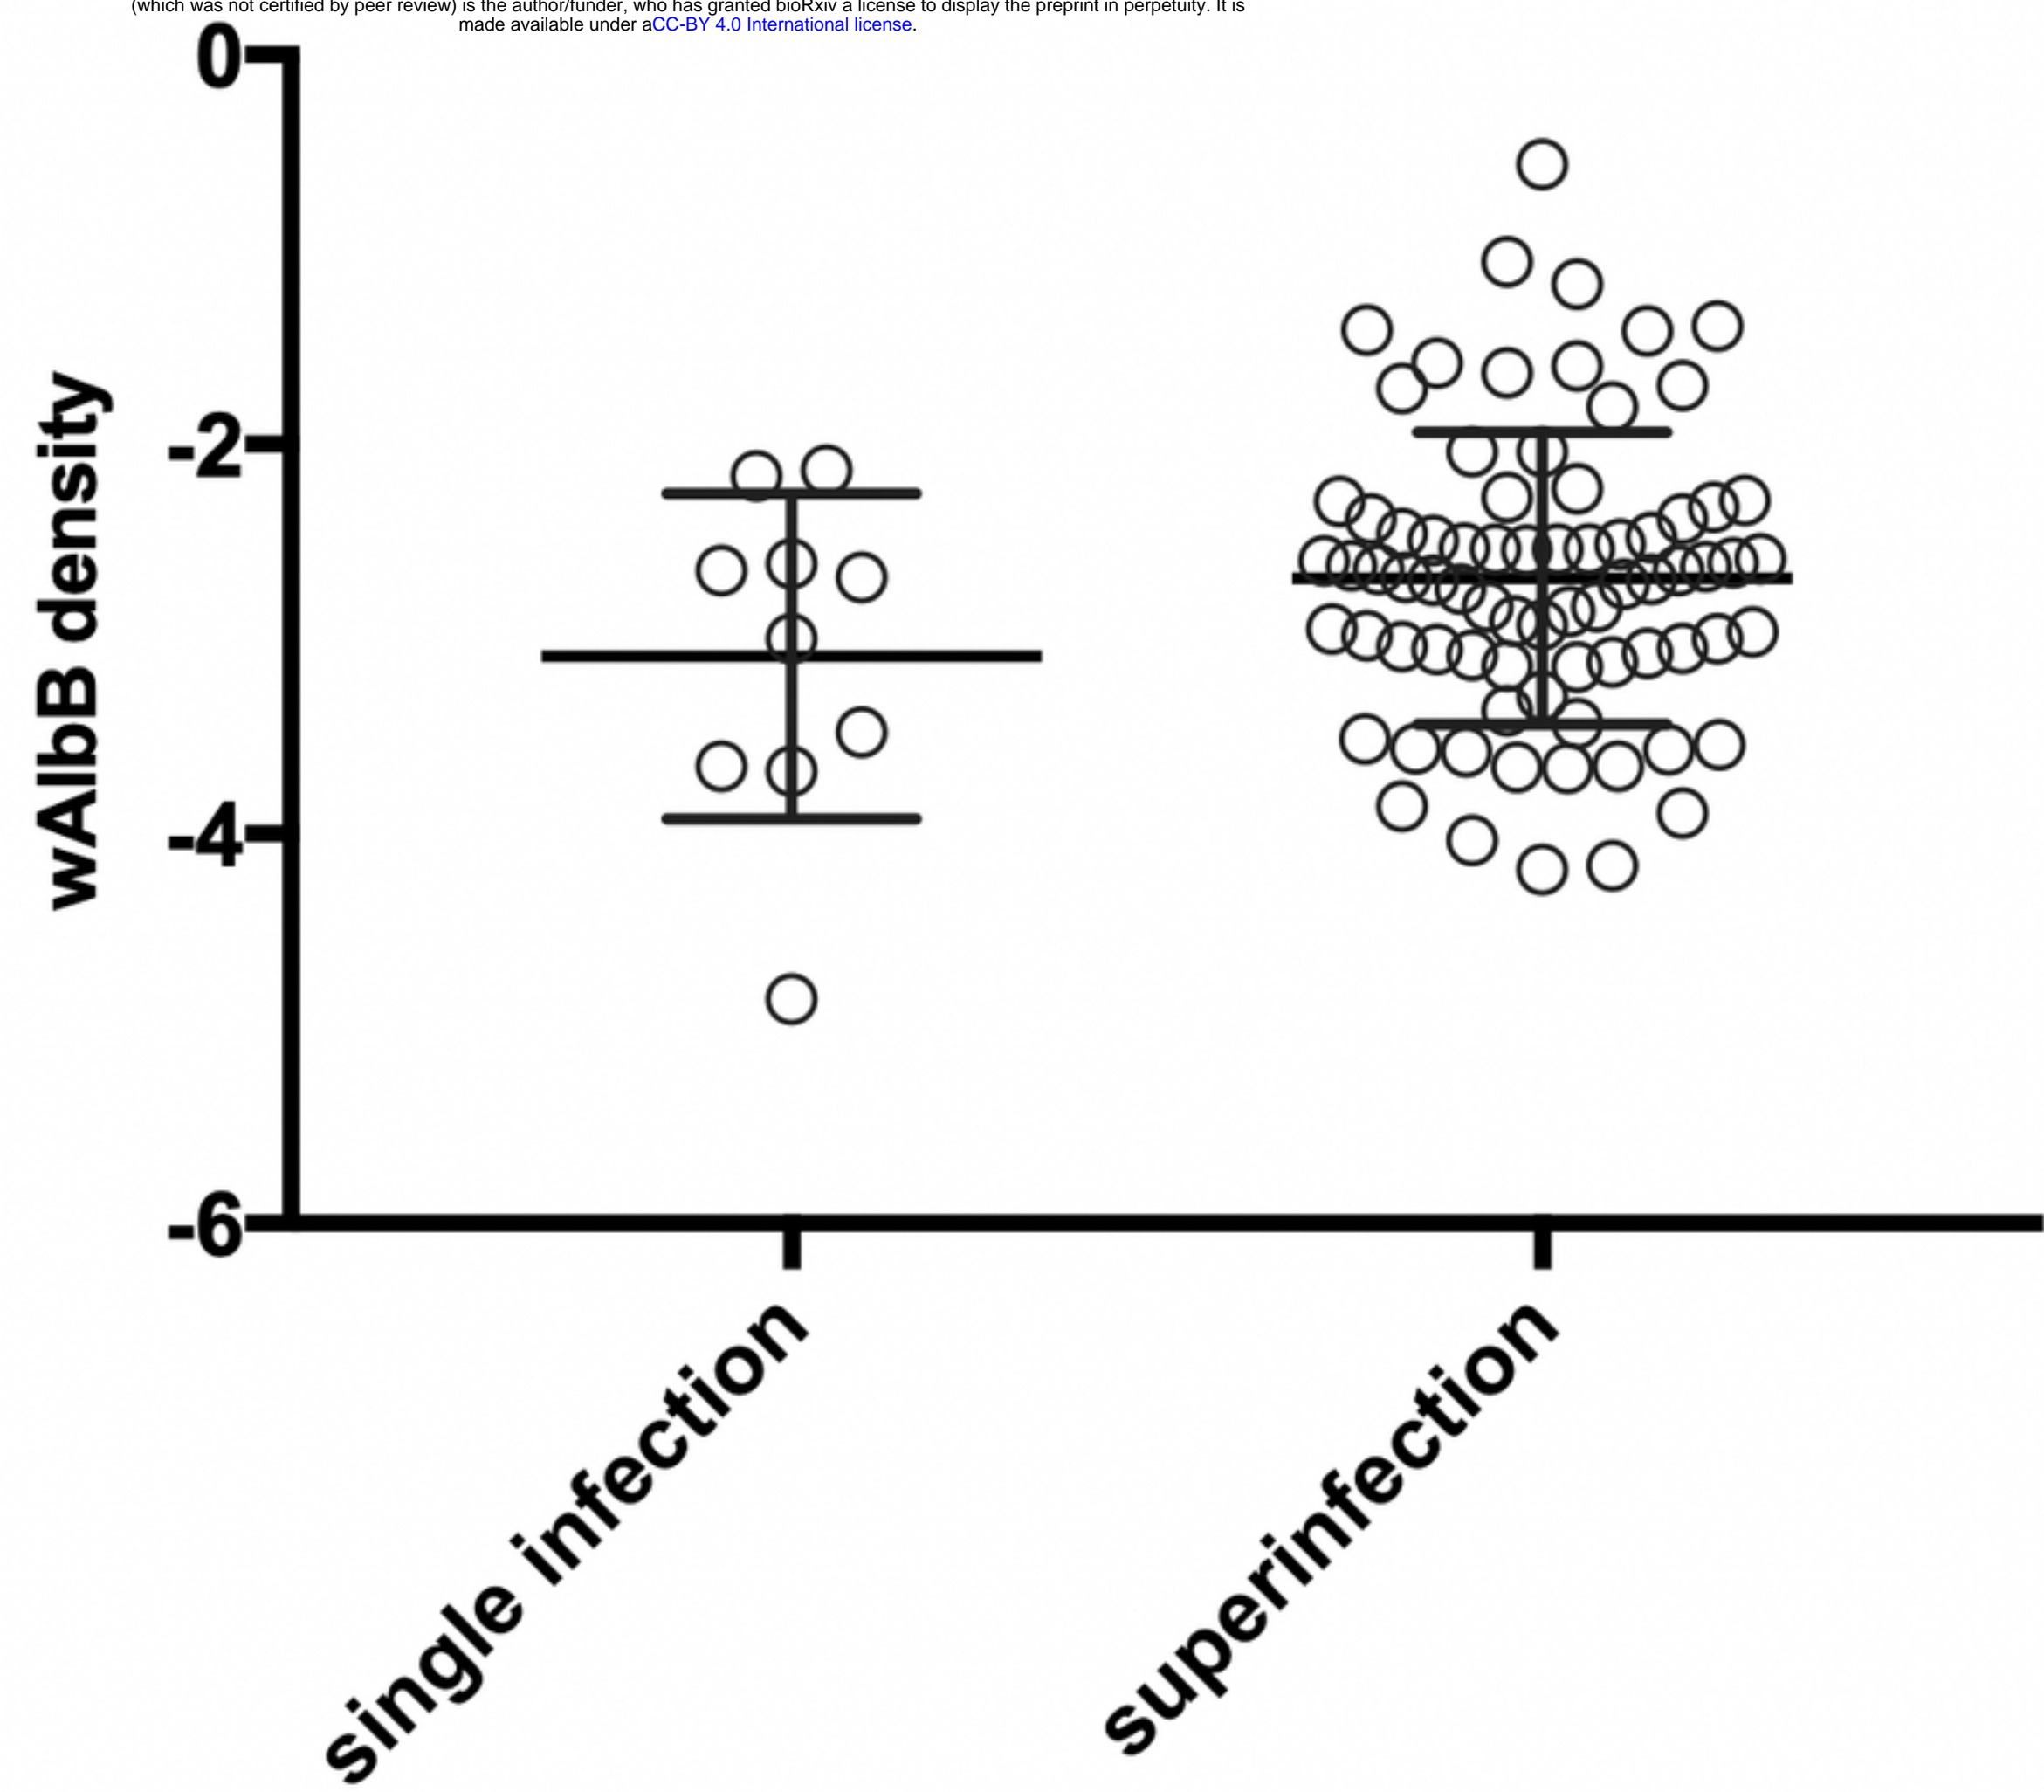 (which was not certified by peer review) is the author/funder, who has granted bioRxiv a license to display the preprint in perpetuity. It is
made available under aCC-BY 4.0 International license.
0
-2
-4
-6
wAlbB density
single infection
superinfection